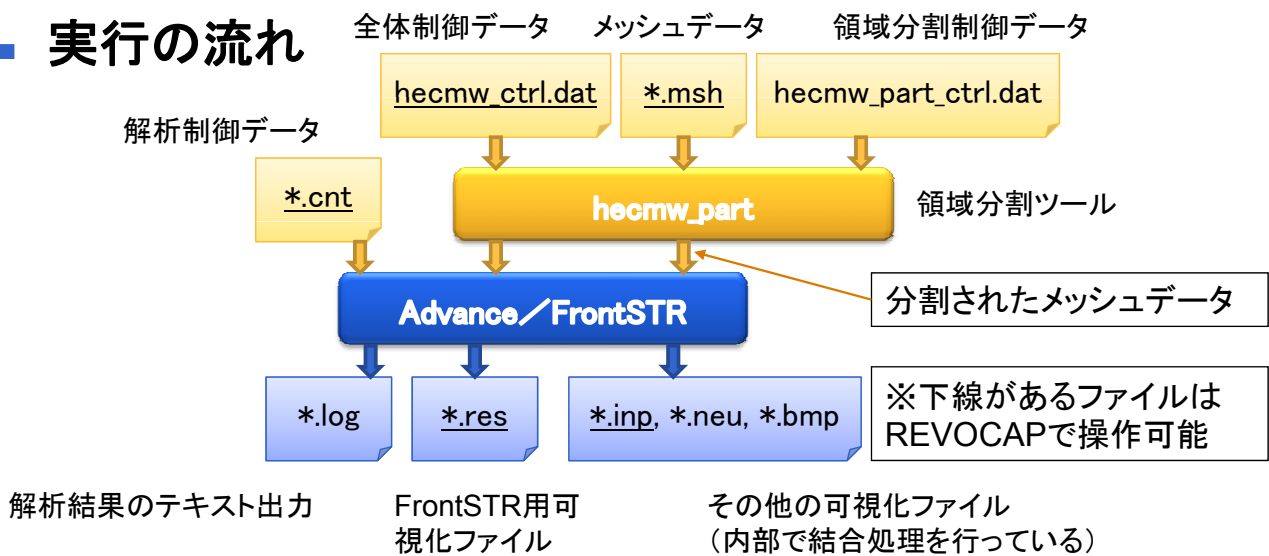 実行の流れ
全体制御データ
メッシュデータ
領域分割制御データ
hecmw_ctrl.dat
*.msh
hecmw_part_ctrl.dat
解析制御データ
*.cnt
hecmw_part
領域分割ツール
分割されたメッシュデータ
Advance／FrontSTR
*.log
*.res
*.inp, *.neu, *.bmp
※下線があるファイルは
REVOCAPで操作可能
解析結果のテキスト出力
FrontSTR用可
視化ファイル
その他の可視化ファイル
（内部で結合処理を行っている）